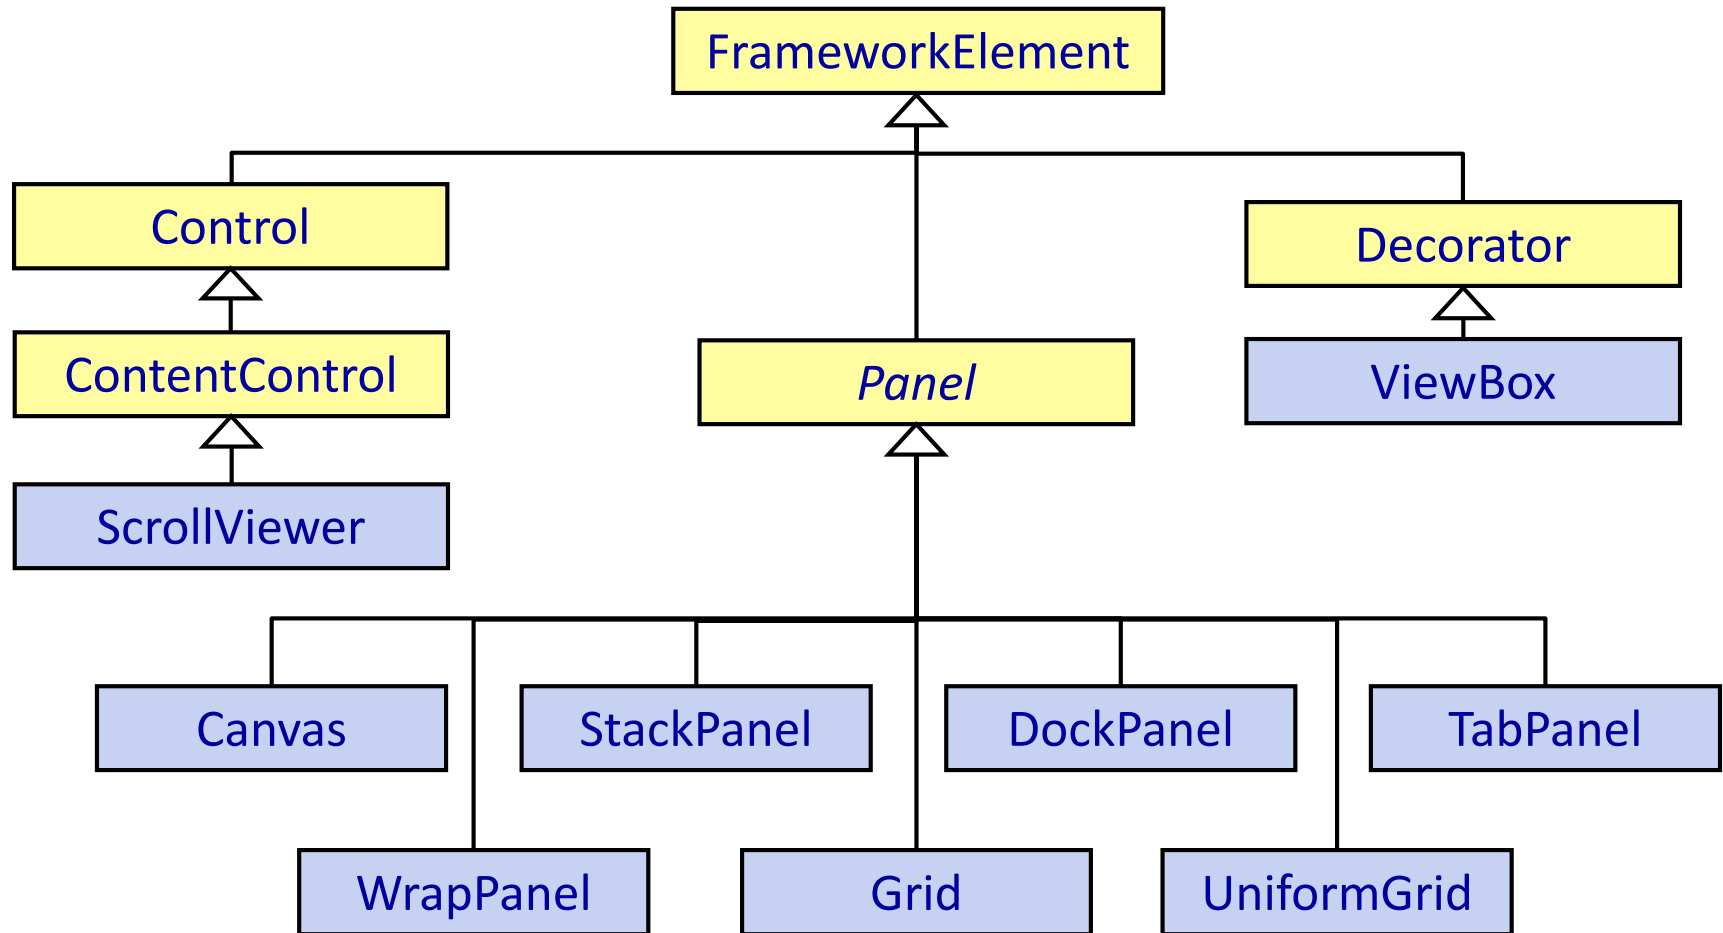 FrameworkElement
Control
Decorator
ContentControl
Panel
ViewBox
ScrollViewer
Canvas
StackPanel
DockPanel
TabPanel
WrapPanel
Grid
UniformGrid